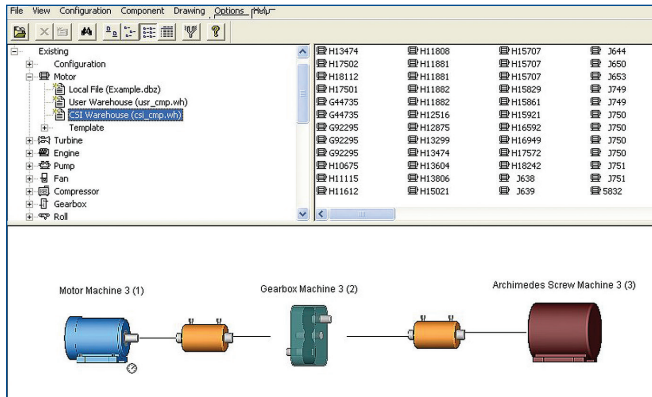 File View Configuration Component Drawing Options Help
Existing
Configuration
Motor
Local File (Example.dbz)
User Warehouse (usr_cmp.wh)
CSI Warehouse (csi_cmp.wh)
Template
Turbine
Engine
Pump
Fan
Compressor
Gearbox
Roll
H13474 H11808 H15707 J644
H17502 H11881 H15707 J650
H18112 H11881 H15707 J653
H17501 H11882 H15829 J749
G44735 H11882 H15861 J749
G44735 H12516 H15921 J750
G92295 H12875 H16592 J750
G92295 H13299 H16949 J750
G92295 H13474 H17572 J750
H10675 H13604 H18242 J751
H11115 H13806 J638 J751
H11612 H15021 J639 5832
Motor Machine 3 (1) Gearbox Machine 3 (2) Archimedes Screw Machine 3 (3)